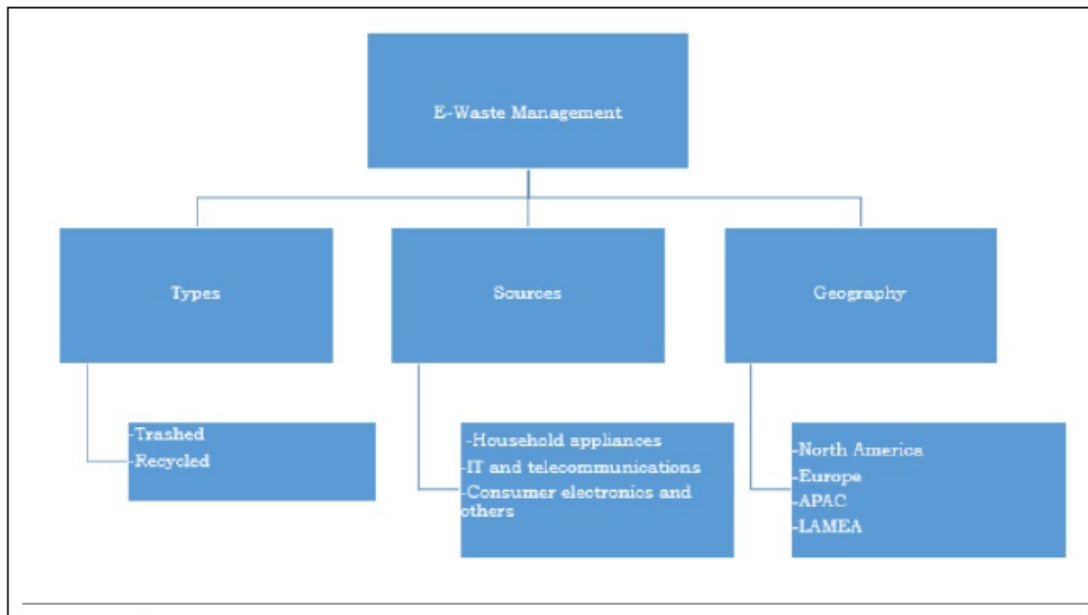 E-Waste Management
Types
Sources
Geography
-Trashed
-Recycled
-Household appliances
-IT and telecommunications
-Consumer electronics and
others
-North America
-Europe
-APAC
-LAMEA